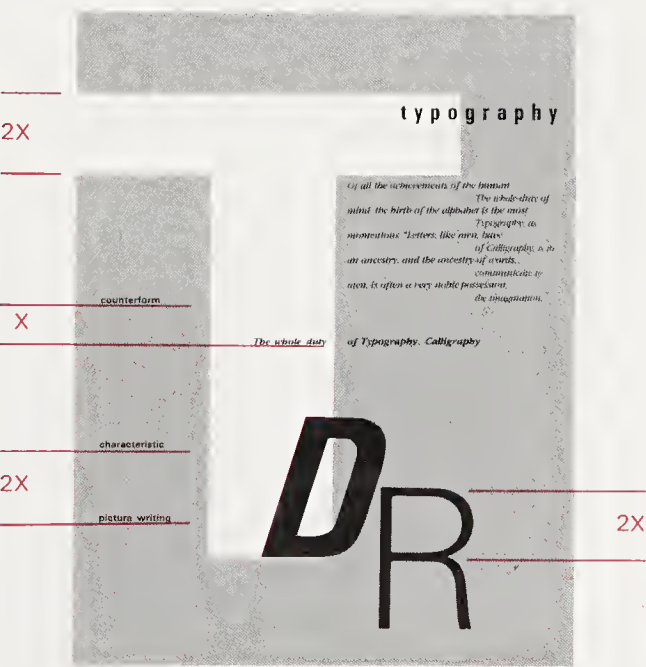 T
typography
2X
Of all the achievements of the human
The whole duty of
mind, the birth of the alphabet is the most
Typography, as
momentous. "Letters, like men, have
of Calligraphy, is to
an ancestry, and the ancestry of words,
communicate to
men, is often a very noble possession,
the imagination,
counterform
X
The whole duty of Typography, Calligraphy
characteristic
2X
picture writing
D
R
2X